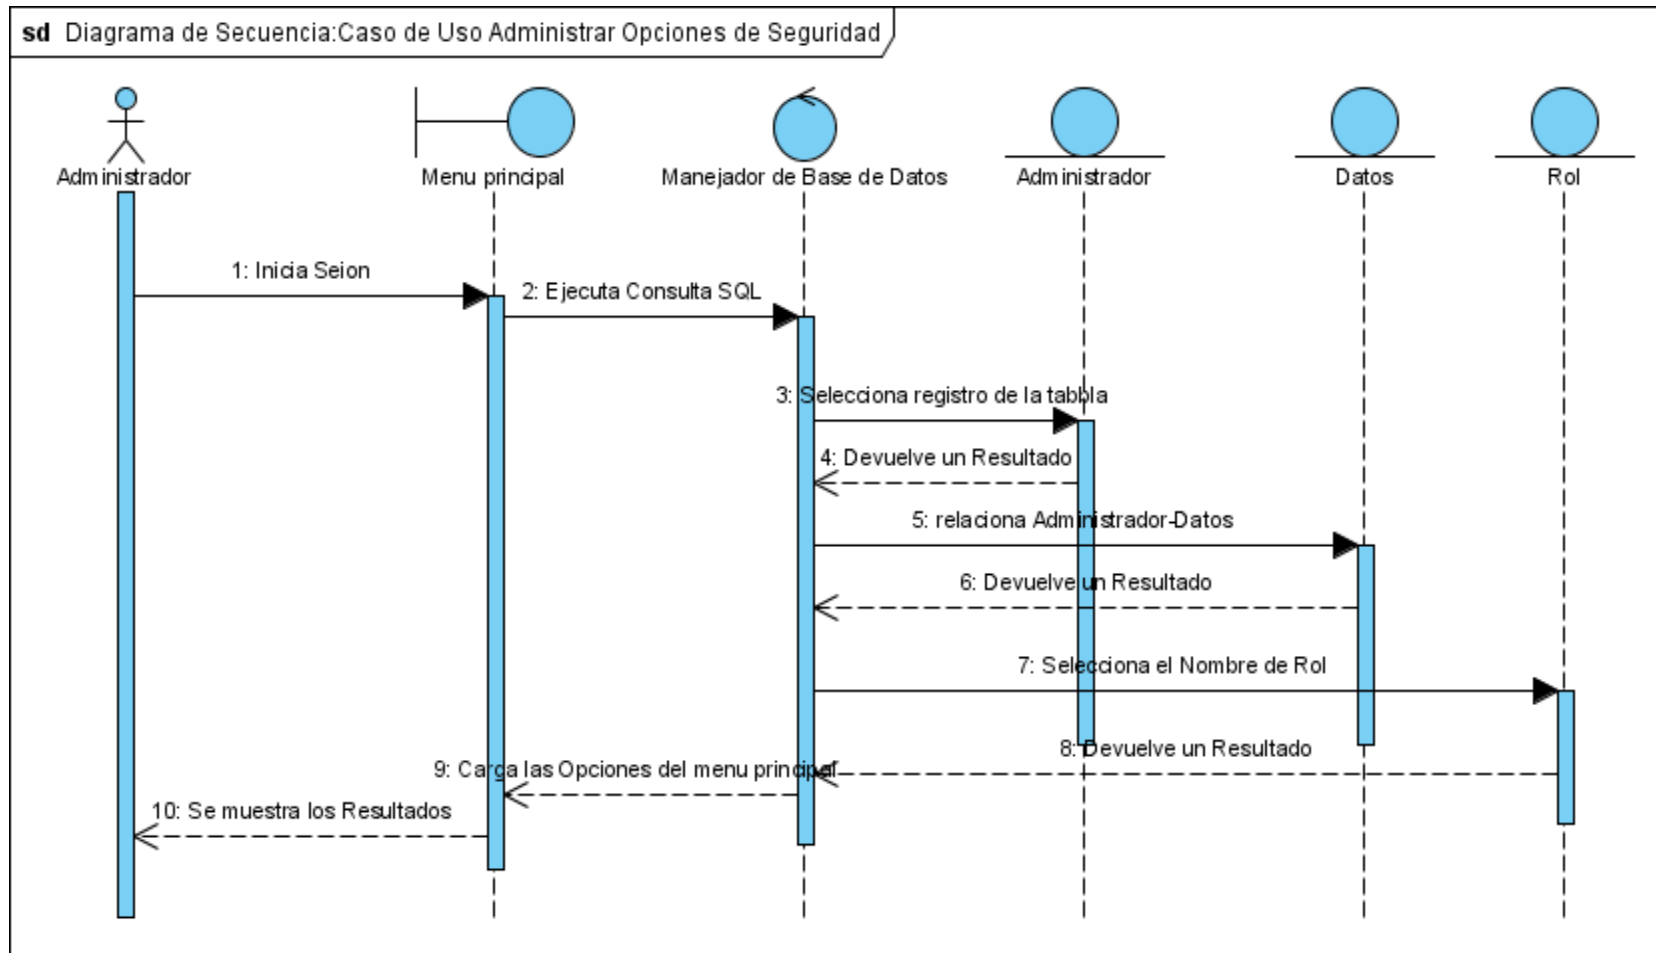 sd Diagrama de Secuencia:Caso de Uso Administrar Opciones de Seguridad
Administrador
Menu principal
Manejador de Base de Datos
Administrador
Datos
Rol
1: Inicia Seion
2: Ejecuta Consulta SQL
3: Selecciona registro de la tabbla
4: Devuelve un Resultado
5: relaciona Administrador-Datos
6: Devuelve un Resultado
7: Selecciona el Nombre de Rol
8: Devuelve un Resultado
9: Carga las Opciones del menu principal
10: Se muestra los Resultados